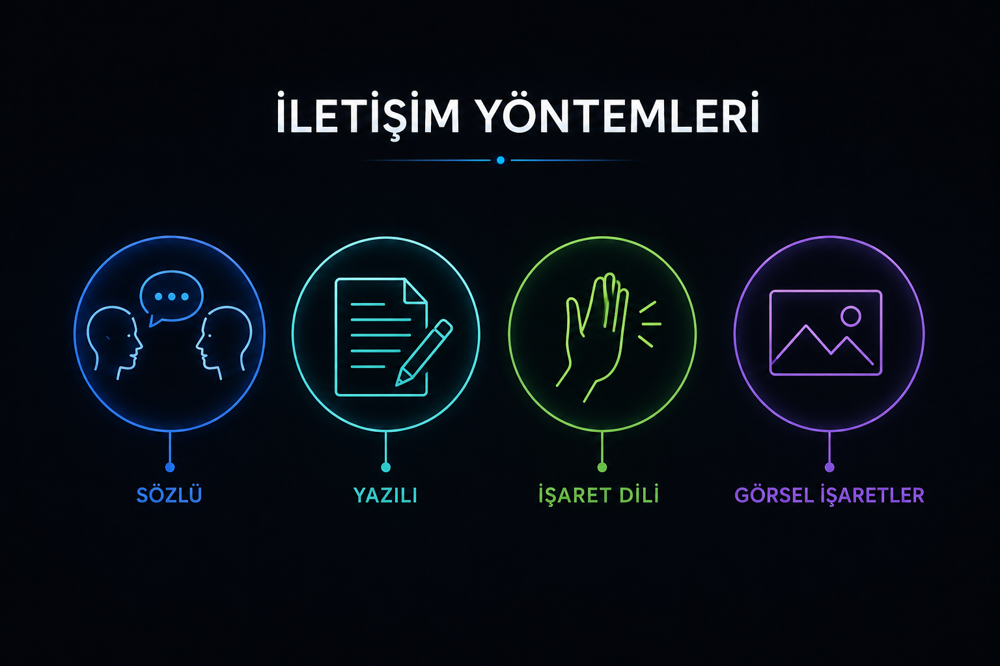 İLETİŞİM YÖNTEMLERİ
SÖZLÜ
YAZILI
İŞARET DİLİ
GÖRSEL İŞARETLER